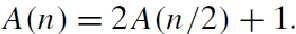 A(n) = 2A(n/2) + 1.